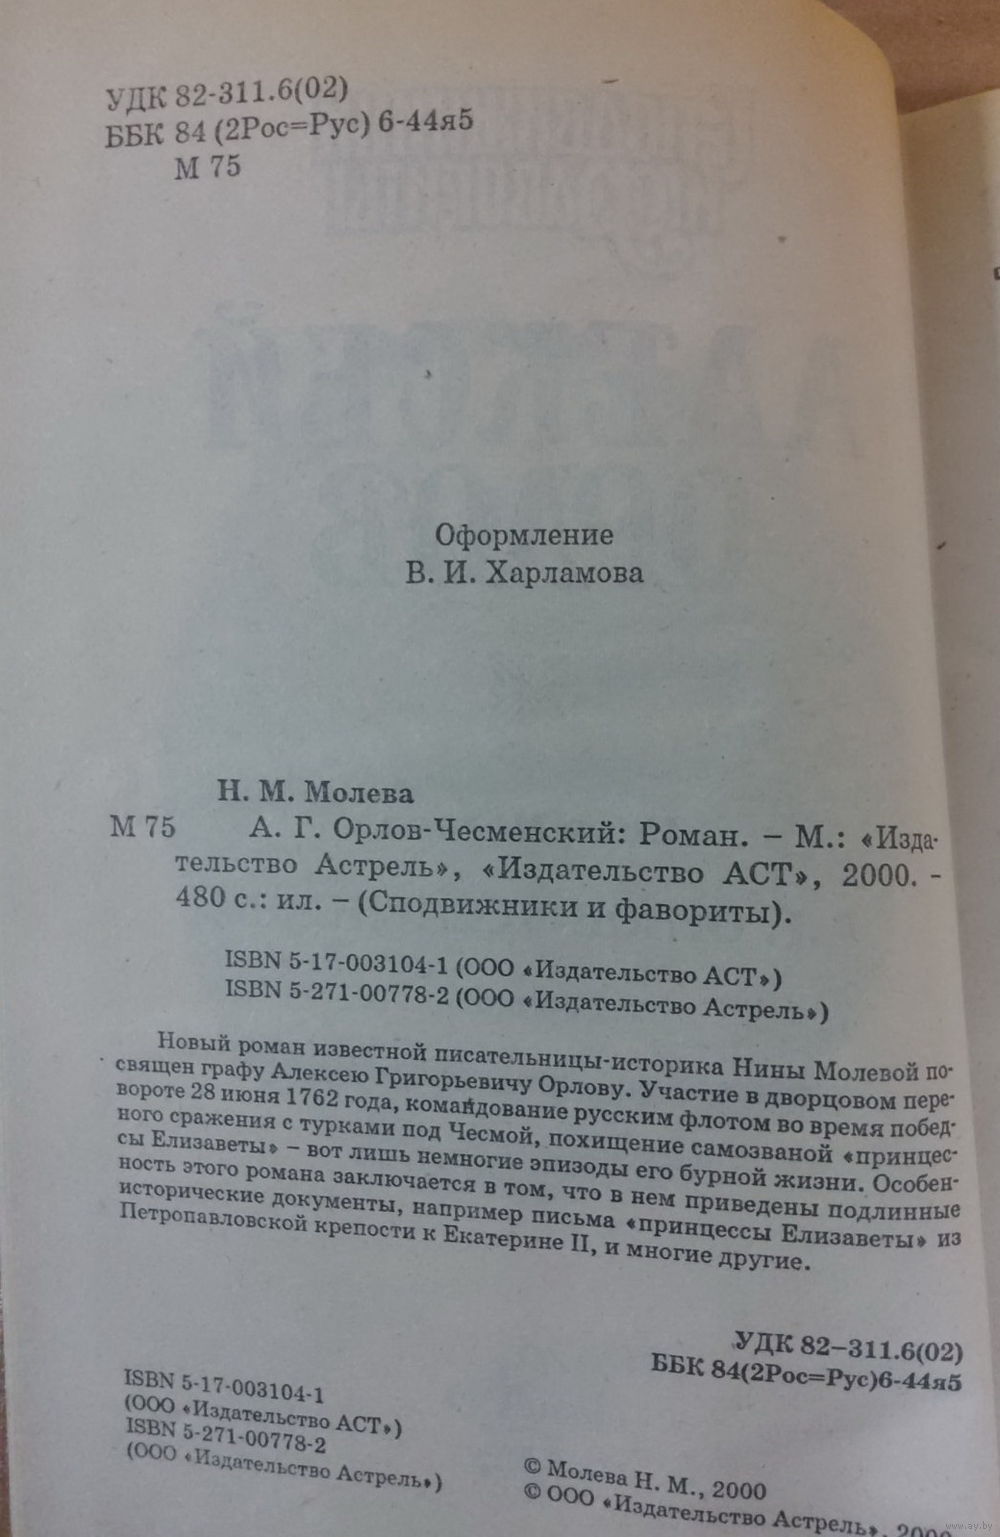 УДК 82-311.6(02)
ББК 84 (2Рос=Рус) 6-44я5
М 75
Оформление
В. И. Харламова
Н. М. Молева
М 75 А. Г. Орлов-Чесменский: Роман. – М.: «Изда-
тельство Астрель», «Издательство АСТ», 2000. -
480 с.: ил. – (Сподвижники и фавориты).
ISBN 5-17-003104-1 (ООО «Издательство АСТ»)
ISBN 5-271-00778-2 (ООО «Издательство Астрель»)
Новый роман известной писательницы-историка Нины Молевой по-
священ графу Алексею Григорьевичу Орлову. Участие в дворцовом пере-
вороте 28 июня 1762 года, командование русским флотом во время побед-
ного сражения с турками под Чесмой, похищение самозваной «принцес-
сы Елизаветы» – вот лишь немногие эпизоды его бурной жизни. Особен-
ность этого романа заключается в том, что в нем приведены подлинные
исторические документы, например письма «принцессы Елизаветы» из
Петропавловской крепости к Екатерине II, и многие другие.
УДК 82–311.6(02)
ББК 84(2Рос=Рус)6-44я5
ISBN 5-17-003104-1
(ООО «Издательство АСТ»)
ISBN 5-271-00778-2
(ООО «Издательство Астрель»)
© Молева Н. М., 2000
© ООО «Издательство Астрель», 2000
www.ay.by